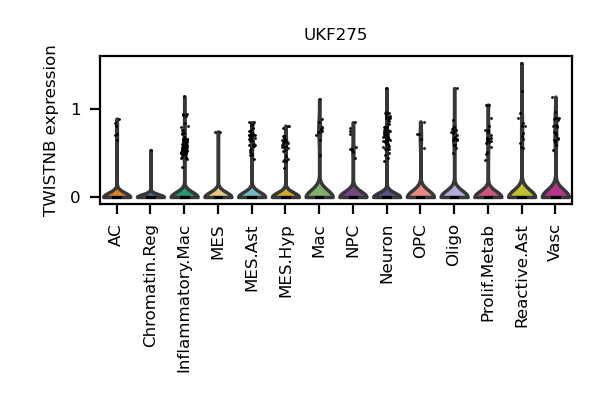 UKF275
TWISTNB expression
1
0
AC
Chromatin.Reg
Inflammatory.Mac
MES
MES.Ast
MES.Hyp
Mac
NPC
Neuron
OPC
Oligo
Prolif.Metab
Reactive.Ast
Vasc